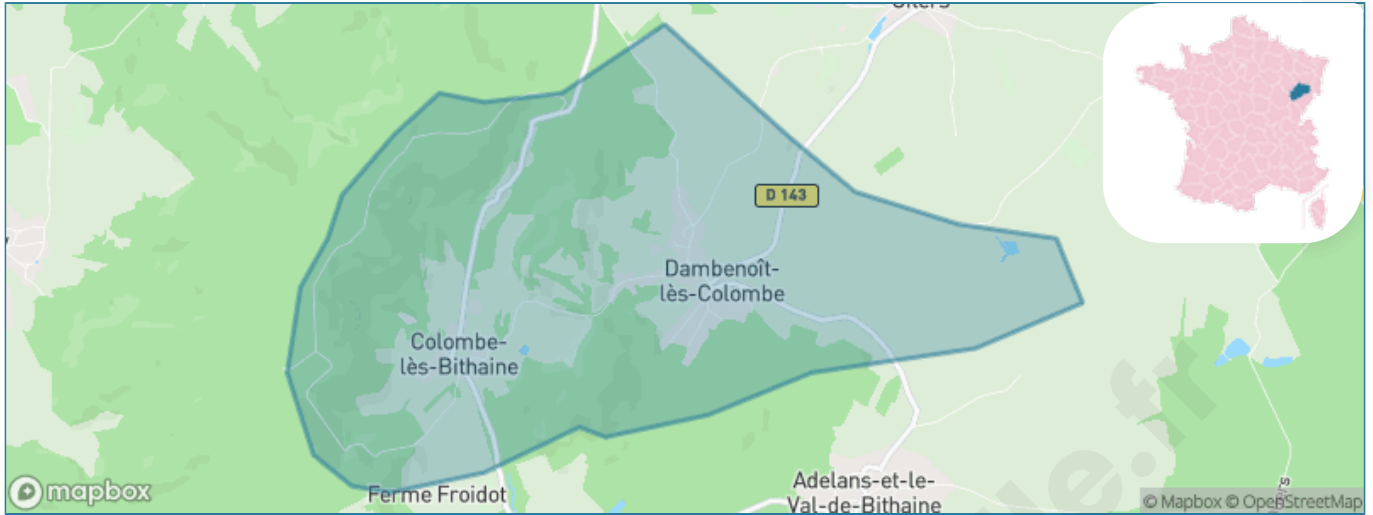 D 143
Dambenoît-
lès-Colombe
Colombe-
lès-Bithaine
Ferme Froidot
Adelans-et-le-
Val-de-Bithaine
mapbox
© Mapbox © OpenStreetMap